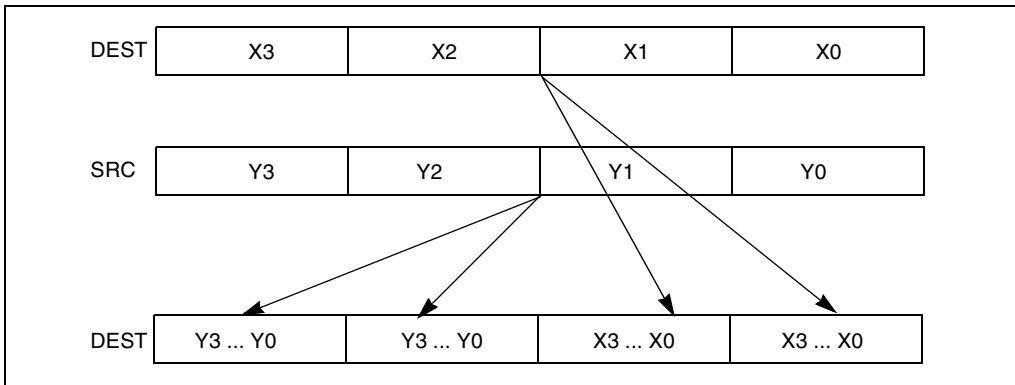 DEST X3 X2 X1 X0
SRC Y3 Y2 Y1 Y0
DEST Y3 ... Y0 Y3 ... Y0 X3 ... X0 X3 ... X0